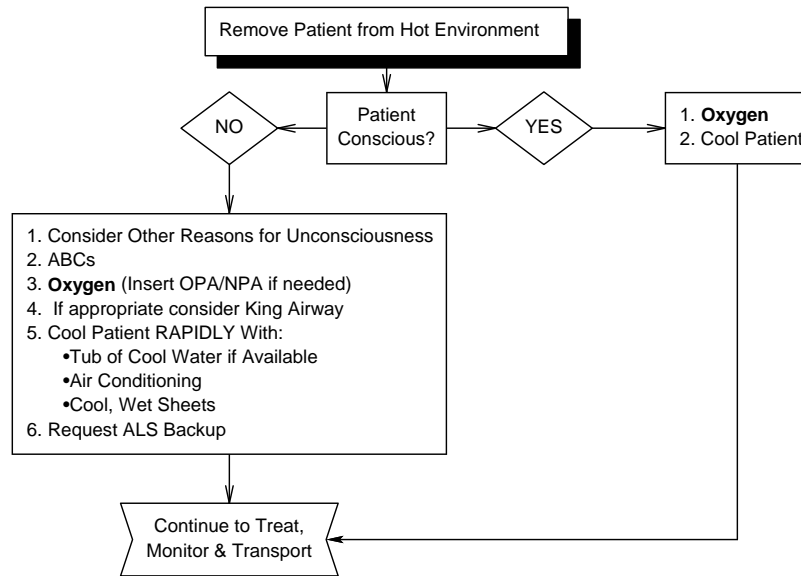 Remove Patient from Hot Environment
Patient
Conscious?
NO
YES
1. Oxygen
2. Cool Patient
1. Consider Other Reasons for Unconsciousness
2. ABCs
3. Oxygen (Insert OPA/NPA if needed)
4. If appropriate consider King Airway
5. Cool Patient RAPIDLY With:
•Tub of Cool Water if Available
•Air Conditioning
•Cool, Wet Sheets
6. Request ALS Backup
Continue to Treat,
Monitor & Transport